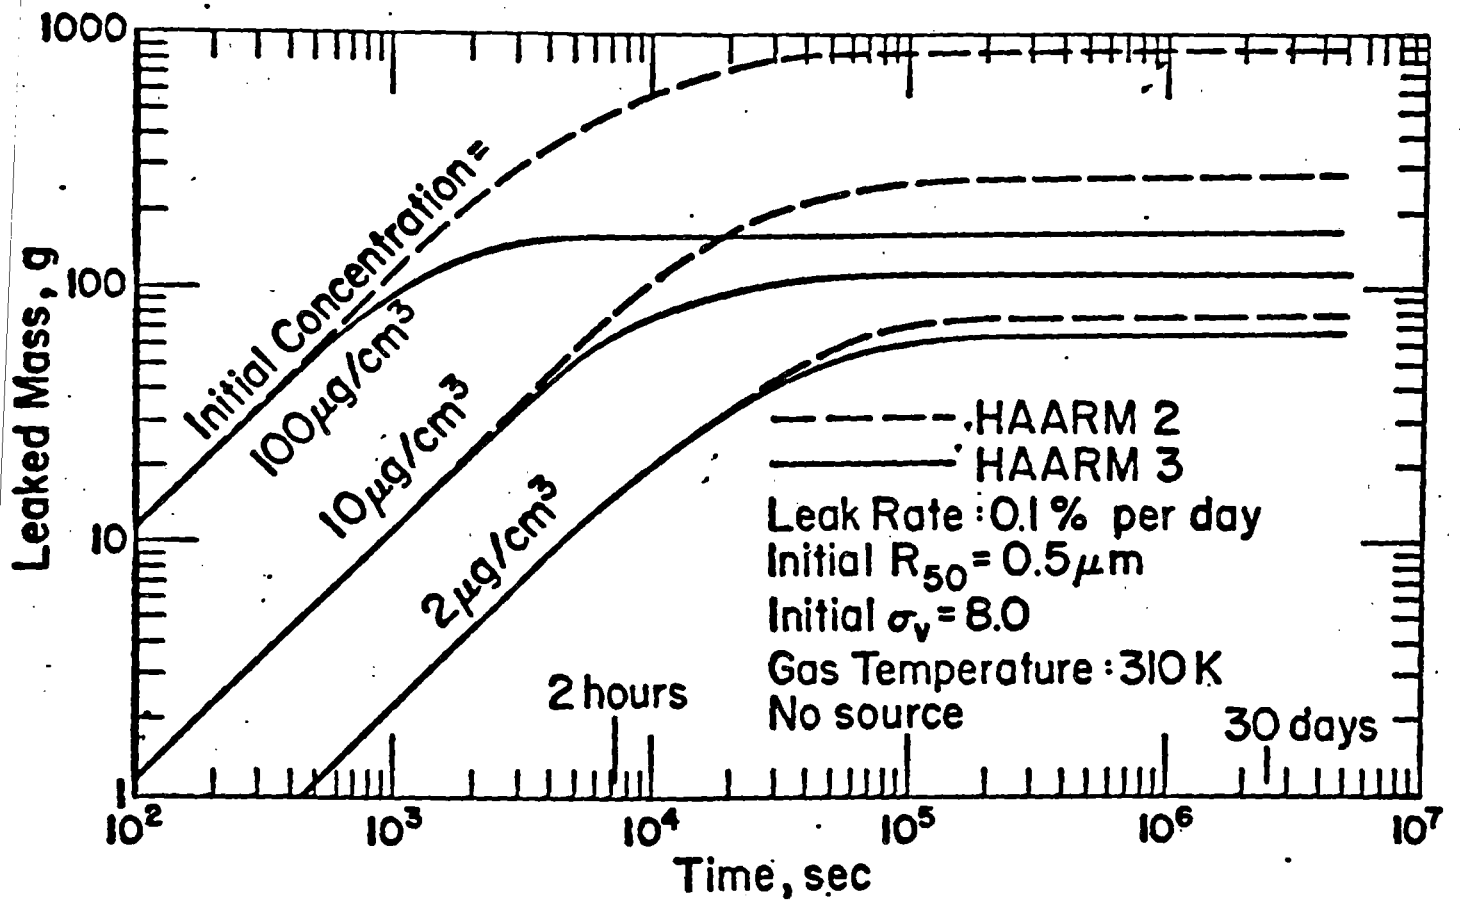 1000
100
10
1
Leaked Mass, g
Initial Concentration =
100μg/cm³
10μg/cm³
2μg/cm³
HAARM 2
HAARM 3
Leak Rate : 0.1% per day
Initial R₅₀ = 0.5μm
Initial σᵥ = 8.0
Gas Temperature : 310 K
No source
2 hours
30 days
10² 10³ 10⁴ 10⁵ 10⁶ 10⁷
Time, sec